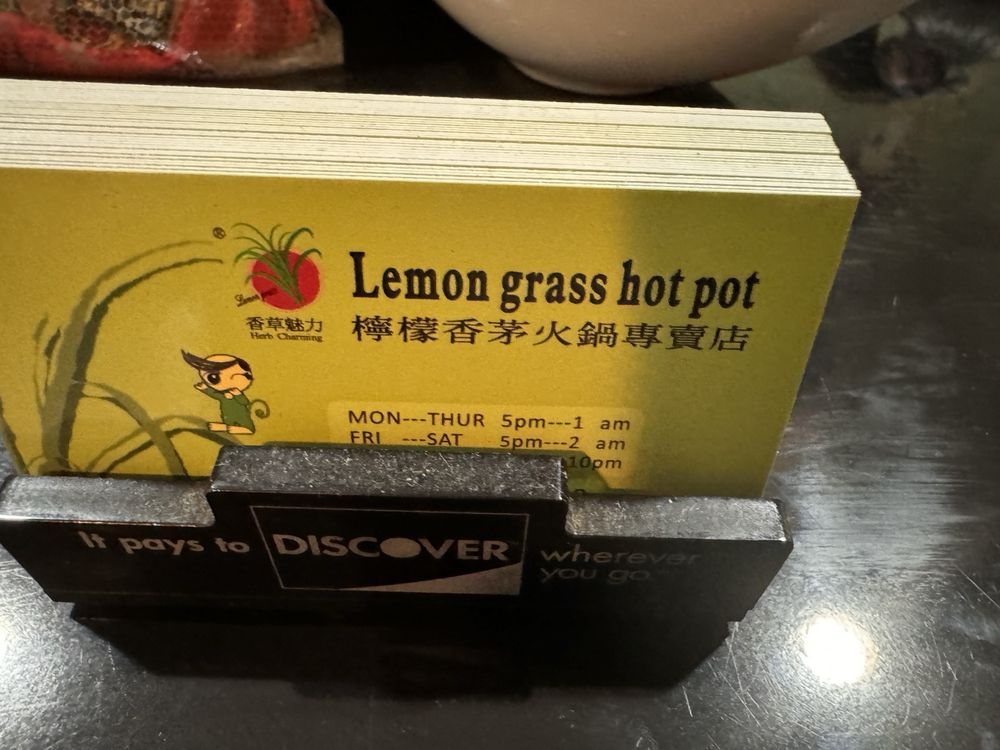 ®
香草魅力
Herb Charming
Lemon grass hot pot
檸檬香茅火鍋專賣店
MON---THUR 5pm---1 am
FRI ---SAT 5pm---2 am
10pm
It pays to DISCOVER wherever
you go.